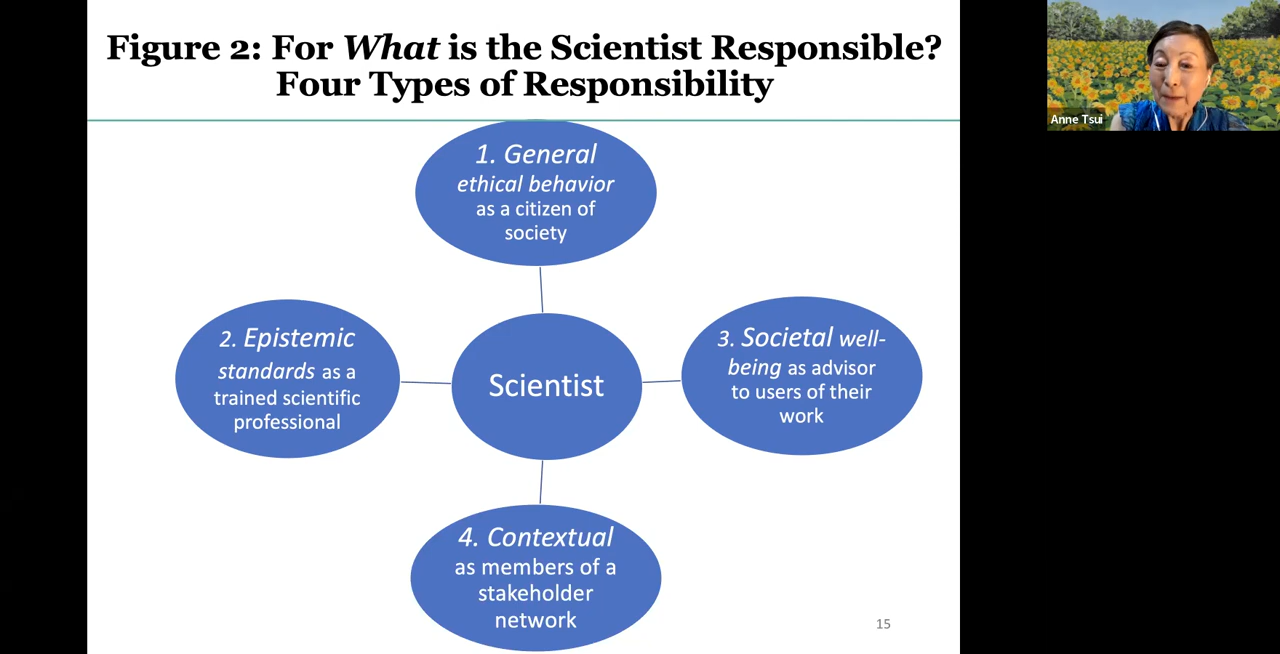 Figure 2: For What is the Scientist Responsible?
Four Types of Responsibility
Anne Tsui
1. General
ethical behavior
as a citizen of
society
2. Epistemic
standards as a
trained scientific
professional
Scientist
3. Societal well-
being as advisor
to users of their
work
4. Contextual
as members of a
stakeholder
network
15